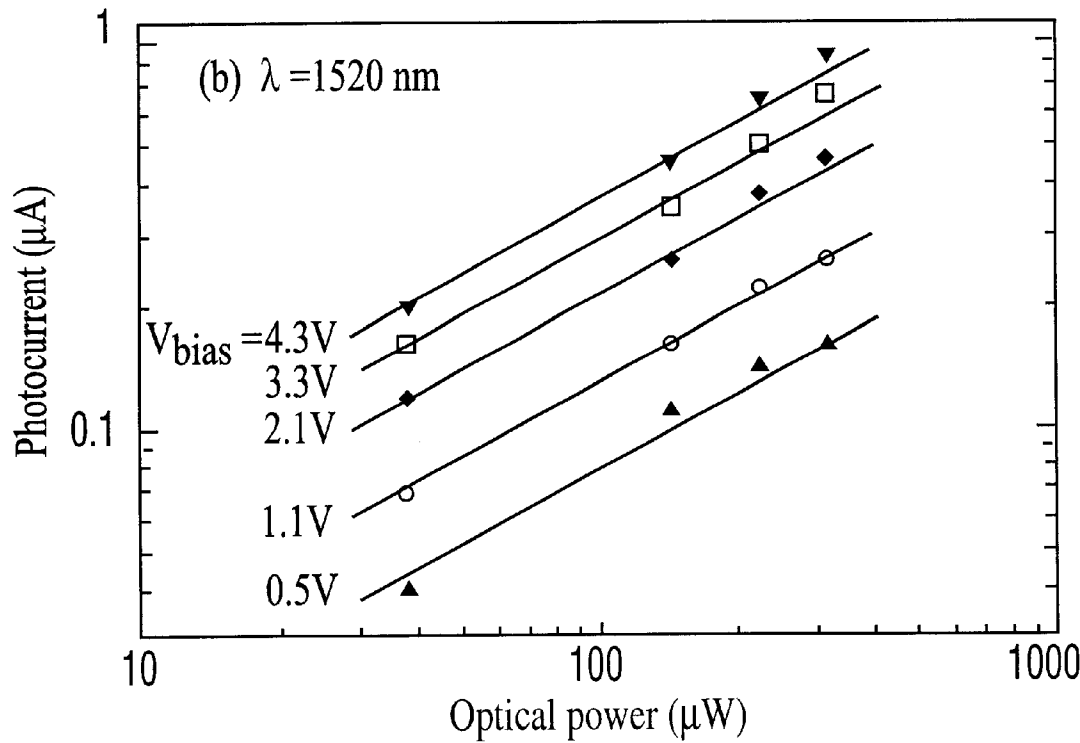 1
(b) λ =1520 nm
Photocurrent (μA)
V_bias =4.3V
3.3V
2.1V
0.1
1.1V
0.5V
10
100
1000
Optical power (μW)